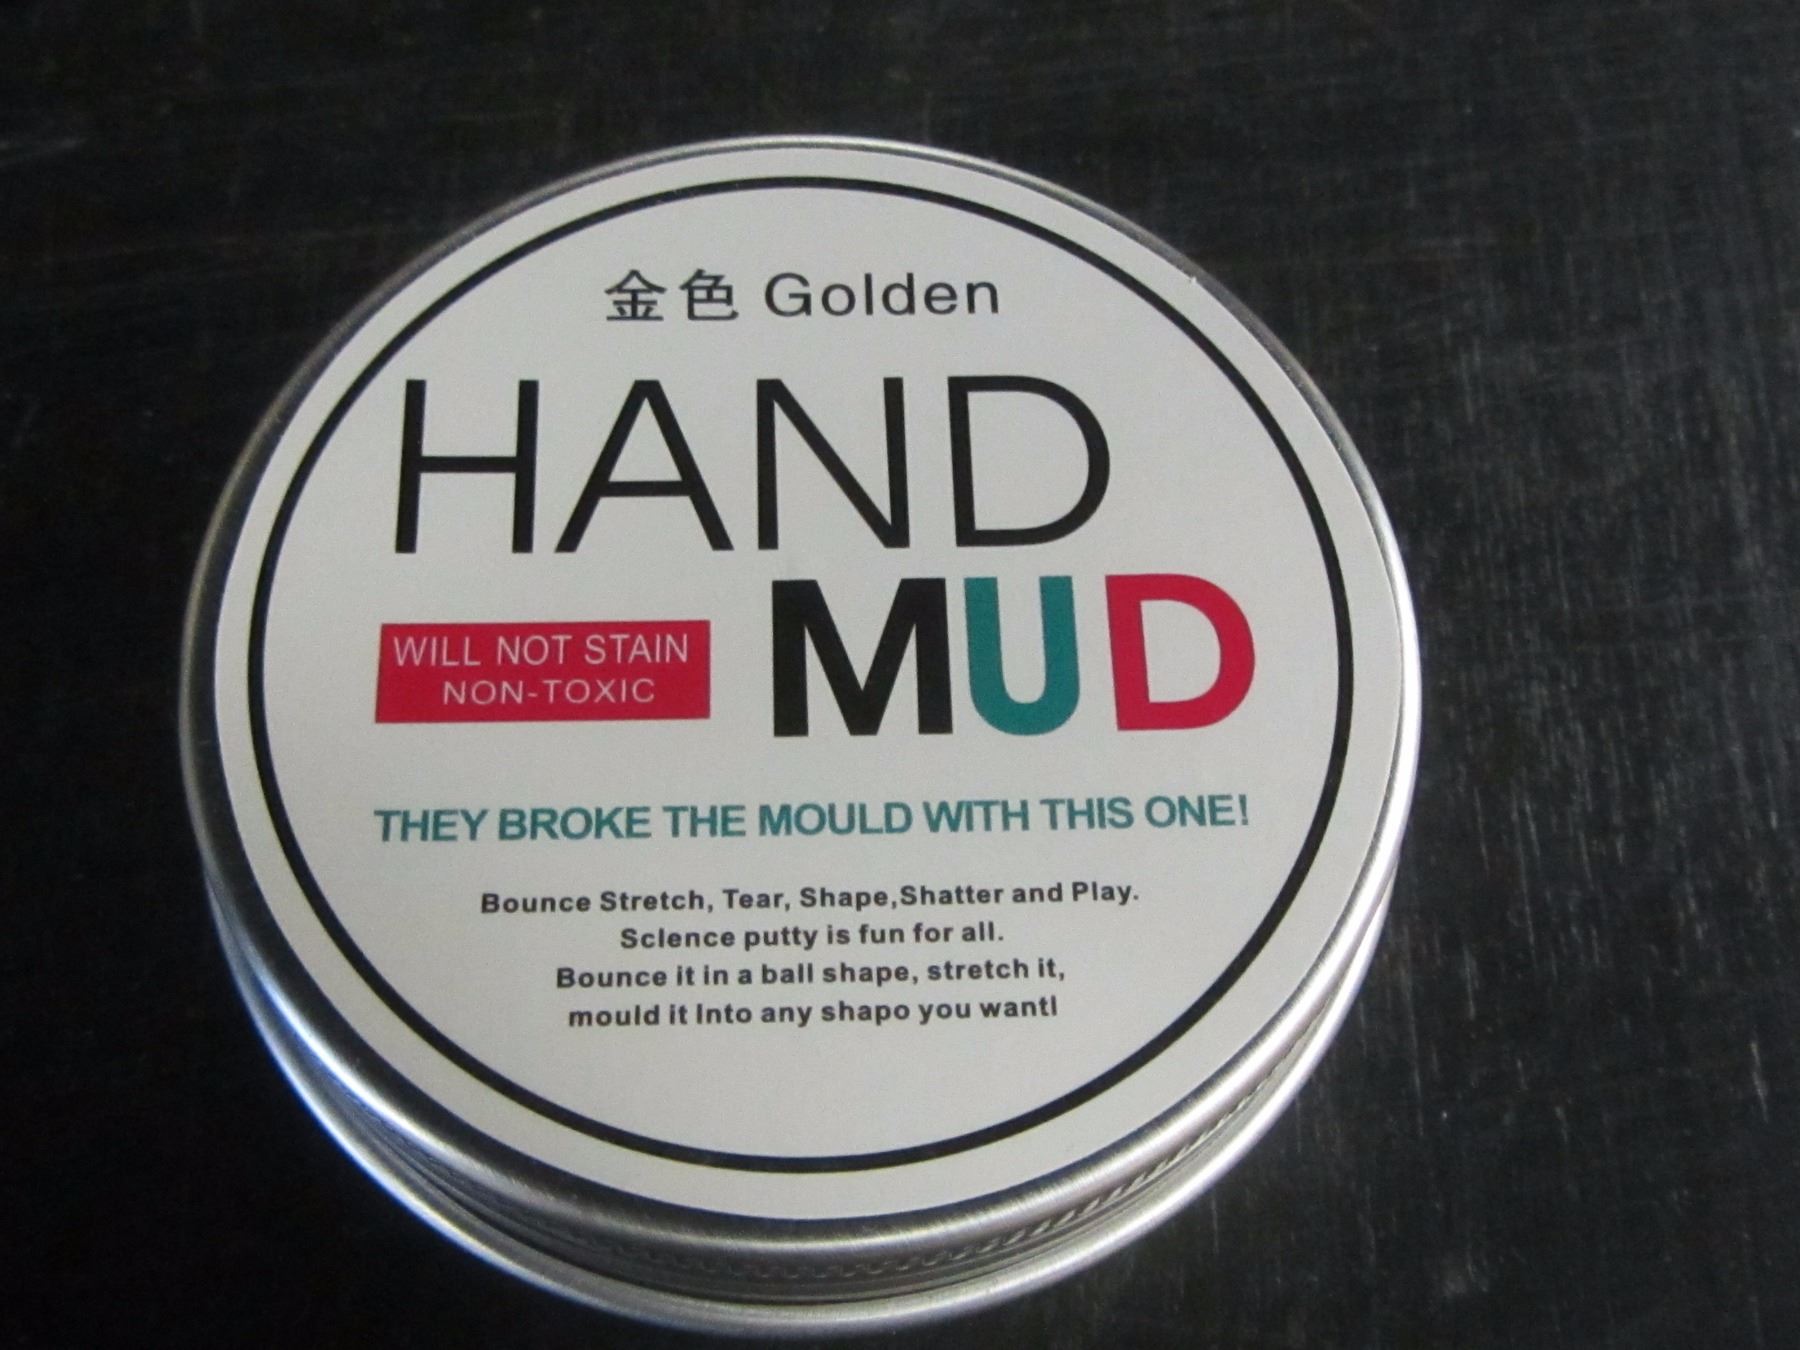 金色 Golden
HAND
MUD
WILL NOT STAIN
NON-TOXIC
THEY BROKE THE MOULD WITH THIS ONE!
Bounce Stretch, Tear, Shape,Shatter and Play.
Sclence putty is fun for all.
Bounce it in a ball shape, stretch it,
mould it lnto any shapo you wantl